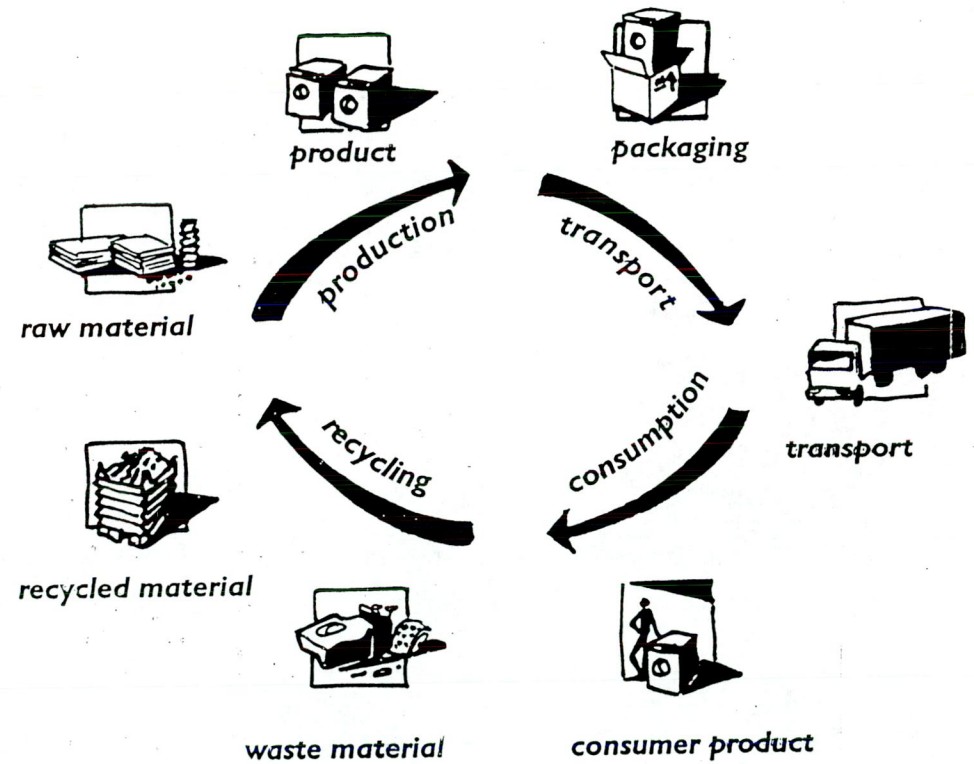 product
packaging
production
transport
raw material
transport
recycling
consumption
recycled material
waste material
consumer product